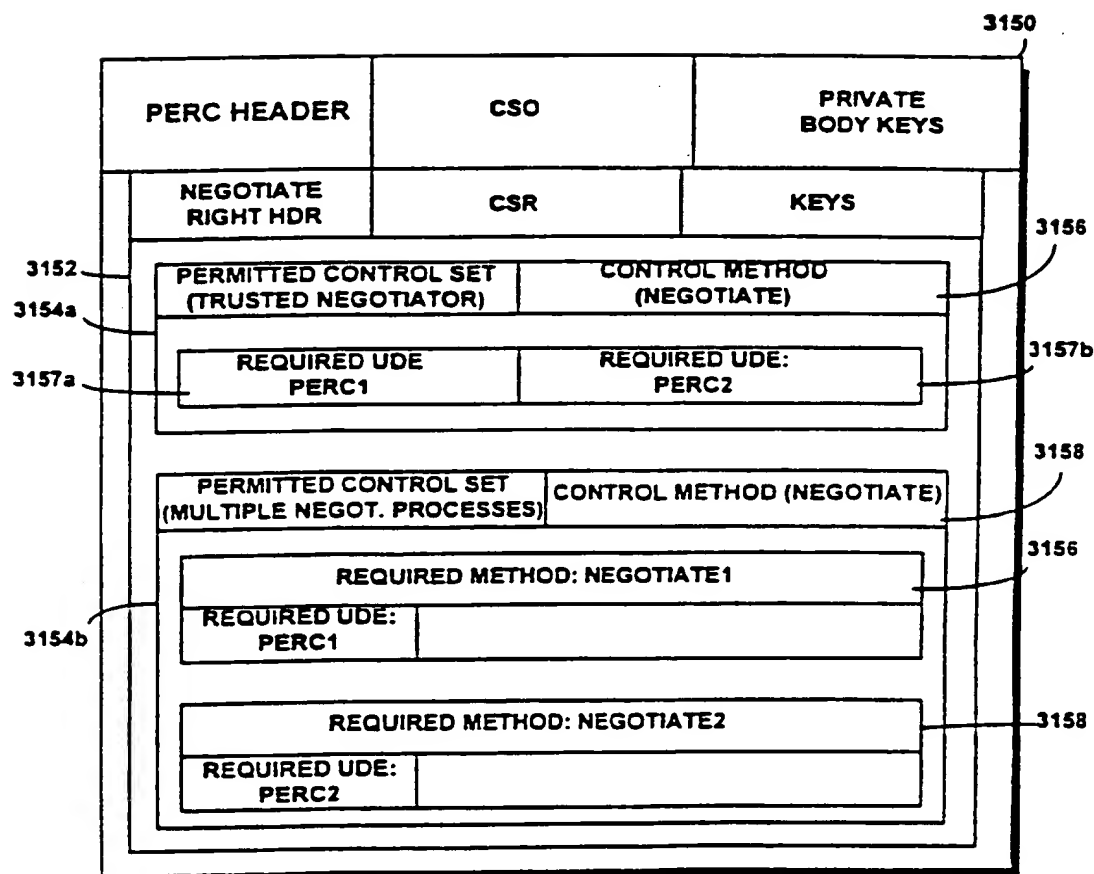 3150
PERC HEADER
CSO
PRIVATE
BODY KEYS
NEGOTIATE
RIGHT HDR
CSR
KEYS
3156
3152
PERMITTED CONTROL SET
(TRUSTED NEGOTIATOR)
CONTROL METHOD
(NEGOTIATE)
3154a
REQUIRED UDE
PERC1
REQUIRED UDE:
PERC2
3157b
3157a
3158
PERMITTED CONTROL SET
(MULTIPLE NEGOT. PROCESSES)
CONTROL METHOD (NEGOTIATE)
3156
REQUIRED METHOD: NEGOTIATE1
REQUIRED UDE:
PERC1
3154b
REQUIRED METHOD: NEGOTIATE2
3158
REQUIRED UDE:
PERC2